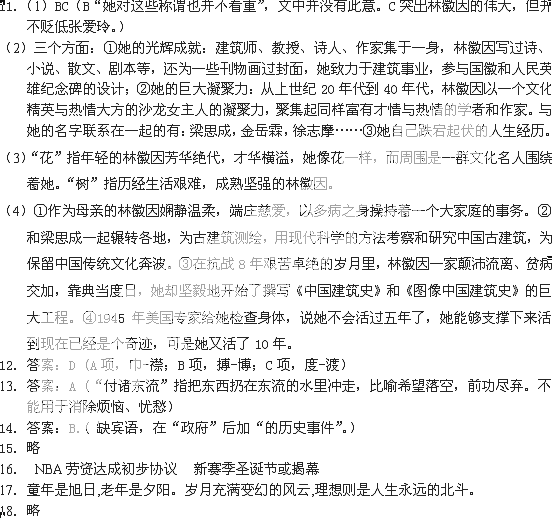 11. (1) BC（B“她对这些称谓也并不看重”，文中并没有此意。C 突出林徽因的伟大，但并
不贬低张爱玲。）
(2) 三个方面：①她的光辉成就：建筑师、教授、诗人、作家集于一身，林徽因写过诗、
小说、散文、剧本等，还为一些刊物画过封面，她致力于建筑事业，参与国徽和人民英
雄纪念碑的设计；②她的巨大凝聚力：从上世纪 20 年代到 40 年代，林徽因以一个文化
精英与热情大方的沙龙女主人的凝聚力，聚集起同样富有才情与热情的学者和作家。与
她的名字联系在一起的有：梁思成，金岳霖，徐志摩……③她自己跌宕起伏的人生经历。
(3)“花”指年轻的林徽因芳华绝代，才华横溢，她像花一样，而周围是一群文化名人围绕
着她。“树”指历经生活艰难，成熟坚强的林徽因。
(4) ①作为母亲的林徽因娴静温柔，端庄慈爱，以多病之身操持着一个大家庭的事务。②
和梁思成一起辗转各地，为古建筑测绘，用现代科学的方法考察和研究中国古建筑，为
保留中国传统文化奔波。③在抗战 8 年艰苦卓绝的岁月里，林徽因一家颠沛流离、贫病
交加，靠典当度日，她却坚毅地开始了撰写《中国建筑史》和《图像中国建筑史》的巨
大工程。④1945 年美国专家给她检查身体，说她不会活过五年了，她能够支撑下来活
到现在已经是个奇迹，可是她又活了 10 年。
12. 答案：D（A 项，巾-襟；B 项，搏-博；C 项，度-渡）
13. 答案：A（“付诸东流”指把东西扔在东流的水里冲走，比喻希望落空，前功尽弃。不
能用于消除烦恼、忧愁）
14. 答案：B.（ 缺宾语，在“政府”后加“的历史事件”。）
15. 略
16. NBA 劳资达成初步协议 新赛季圣诞节或揭幕
17. 童年是旭日,老年是夕阳。岁月充满变幻的风云,理想则是人生永远的北斗。
18. 略